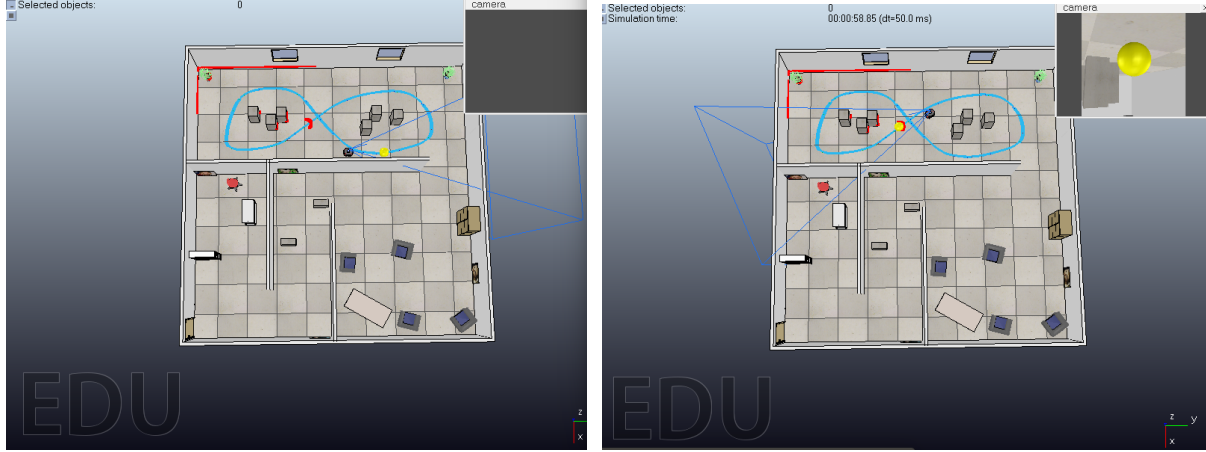 Selected objects: 0
camera
EDU
z
x
Selected objects: 0
Simulation time: 00:00:58.85 (dt=50.0 ms)
camera x
EDU
z
y
x